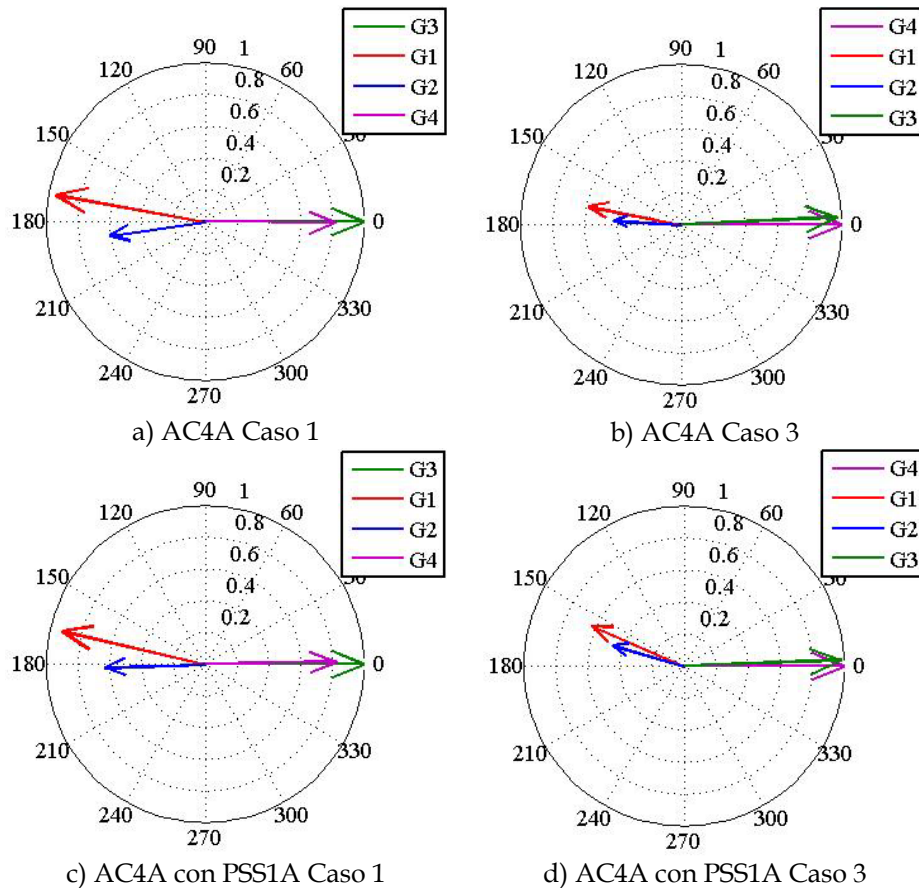 90 1
120 60
0.8
0.6
150
0.4
0.2
180 0
210 330
240 300
270
G3
G1
G2
G4
a) AC4A Caso 1
90 1
120 60
0.8
0.6
150
0.4
0.2
180 0
210 330
240 300
270
G4
G1
G2
G3
b) AC4A Caso 3
90 1
120 60
0.8
0.6
150
0.4
0.2
180 0
210 330
240 300
270
G3
G1
G2
G4
c) AC4A con PSS1A Caso 1
90 1
120 60
0.8
0.6
150
0.4
0.2
180 0
210 330
240 300
270
G4
G1
G2
G3
d) AC4A con PSS1A Caso 3